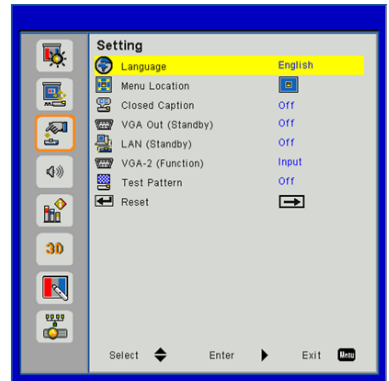 Setting
Language English
Menu Location
Closed Caption Off
VGA Out (Standby) Off
LAN (Standby) Off
VGA-2 (Function) Input
Test Pattern Off
Reset
3D
Select Enter Exit Menu